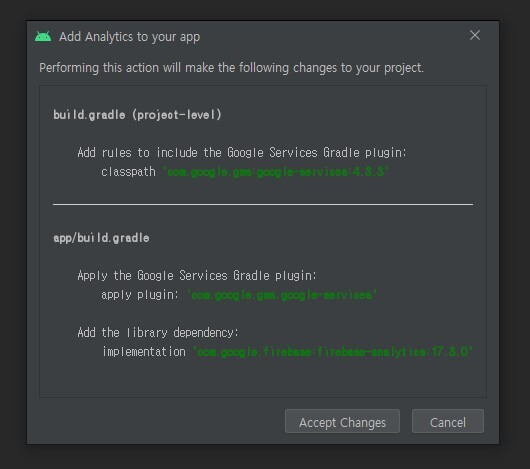 Add Analytics to your app
Performing this action will make the following changes to your project.
build.gradle (project-level)
Add rules to include the Google Services Gradle plugin:
classpath 'com.google.gms:google-services:4.3.3'
app/build.gradle
Apply the Google Services Gradle plugin:
apply plugin: 'com.google.gms.google-services'
Add the library dependency:
implementation 'com.google.firebase:firebase-analytics:17.3.0'
Accept Changes
Cancel